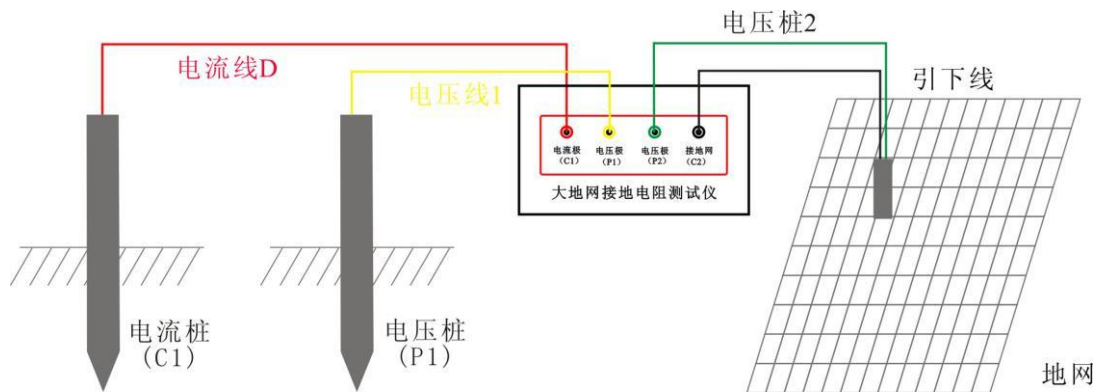 电压桩2
电流线D
电压线1
引下线
电流极 电压极 电压极 接地网
(C1) (P1) (P2) (C2)
大地网接地电阻测试仪
电流桩
(C1)
电压桩
(P1)
地网